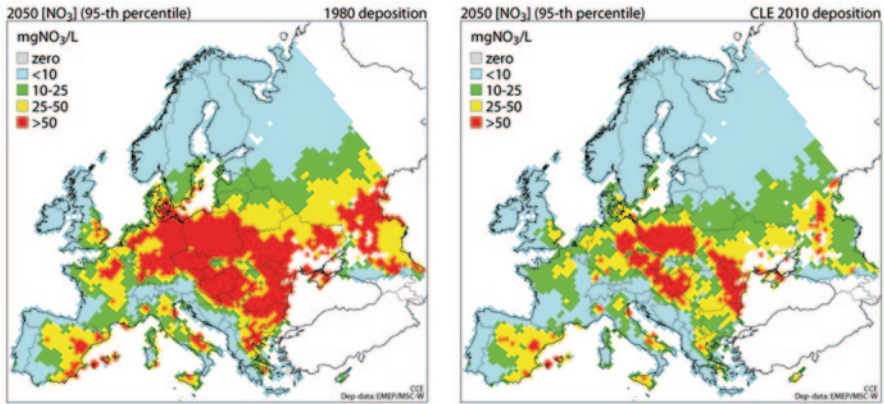 2050 [NO₃] (95-th percentile) 1980 deposition
mgNO₃/L
zero
<10
10-25
25-50
>50
CCE
Dep-data: EMEP/MSC-W
2050 [NO₃] (95-th percentile) CLE 2010 deposition
mgNO₃/L
zero
<10
10-25
25-50
>50
CCE
Dep-data: EMEP/MSC-W